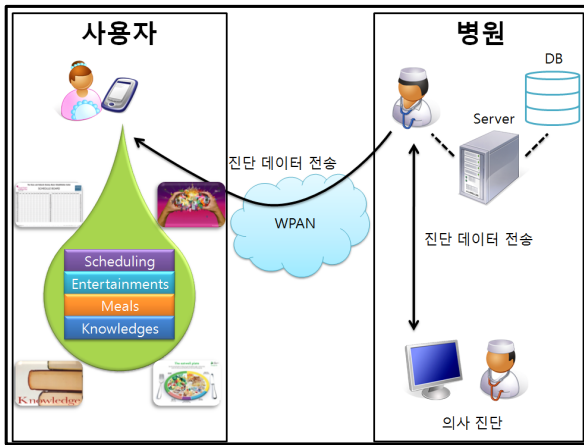 사용자
병원
DB
Server
진단 데이터 전송
WPAN
진단 데이터 전송
Scheduling
Entertainments
Meals
Knowledges
Knowledge
의사 진단